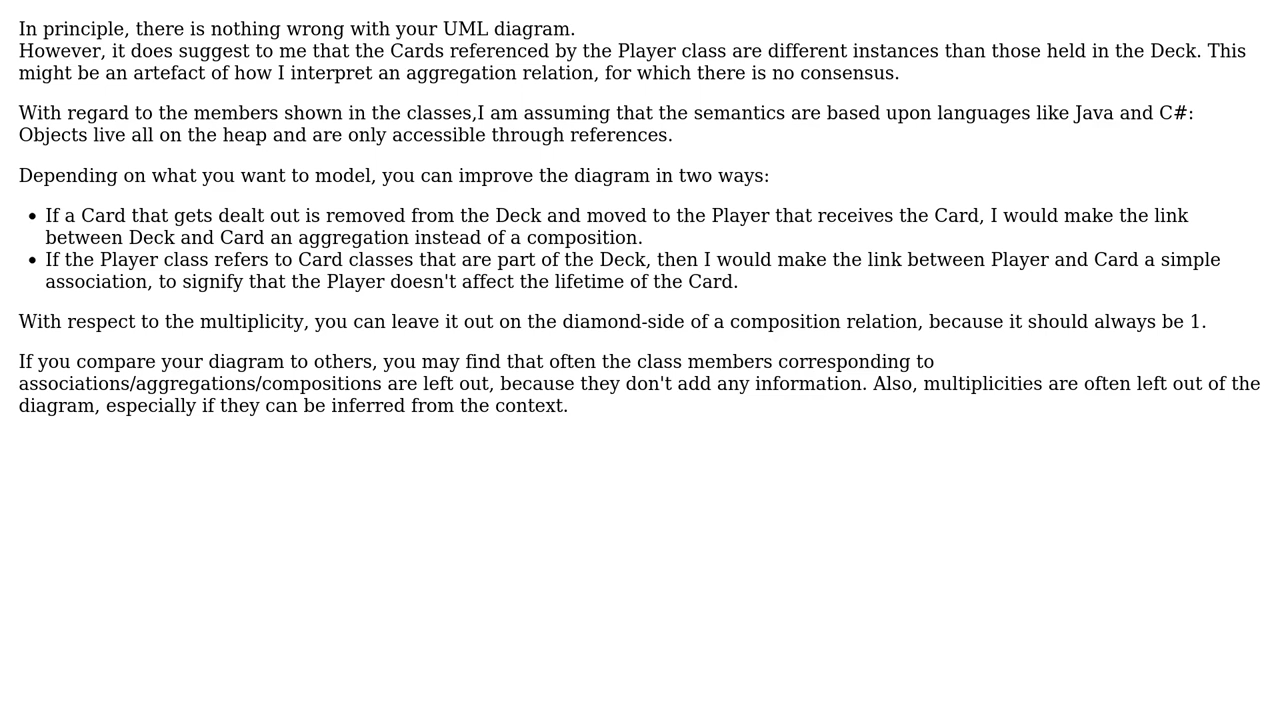 In principle, there is nothing wrong with your UML diagram.
However, it does suggest to me that the Cards referenced by the Player class are different instances than those held in the Deck. This
might be an artefact of how I interpret an aggregation relation, for which there is no consensus.
With regard to the members shown in the classes,I am assuming that the semantics are based upon languages like Java and C#:
Objects live all on the heap and are only accessible through references.
Depending on what you want to model, you can improve the diagram in two ways:
• If a Card that gets dealt out is removed from the Deck and moved to the Player that receives the Card, I would make the link
between Deck and Card an aggregation instead of a composition.
• If the Player class refers to Card classes that are part of the Deck, then I would make the link between Player and Card a simple
association, to signify that the Player doesn't affect the lifetime of the Card.
With respect to the multiplicity, you can leave it out on the diamond-side of a composition relation, because it should always be 1.
If you compare your diagram to others, you may find that often the class members corresponding to
associations/aggregations/compositions are left out, because they don't add any information. Also, multiplicities are often left out of the
diagram, especially if they can be inferred from the context.